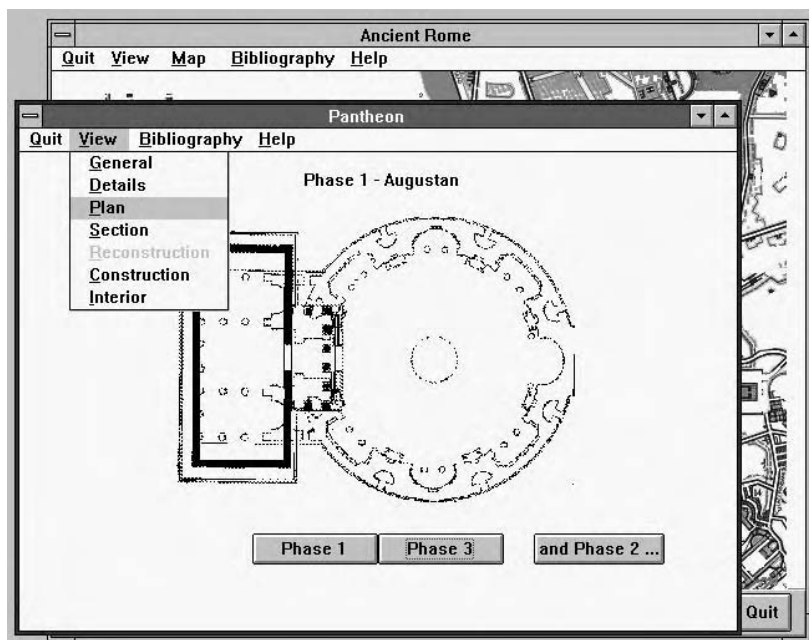 Ancient Rome
Quit View Map Bibliography Help
Pantheon
Quit View Bibliography Help
General
Details
Plan
Section
Reconstruction
Construction
Interior
Phase 1 - Augustan
Phase 1 Phase 3 and Phase 2 ...
Quit